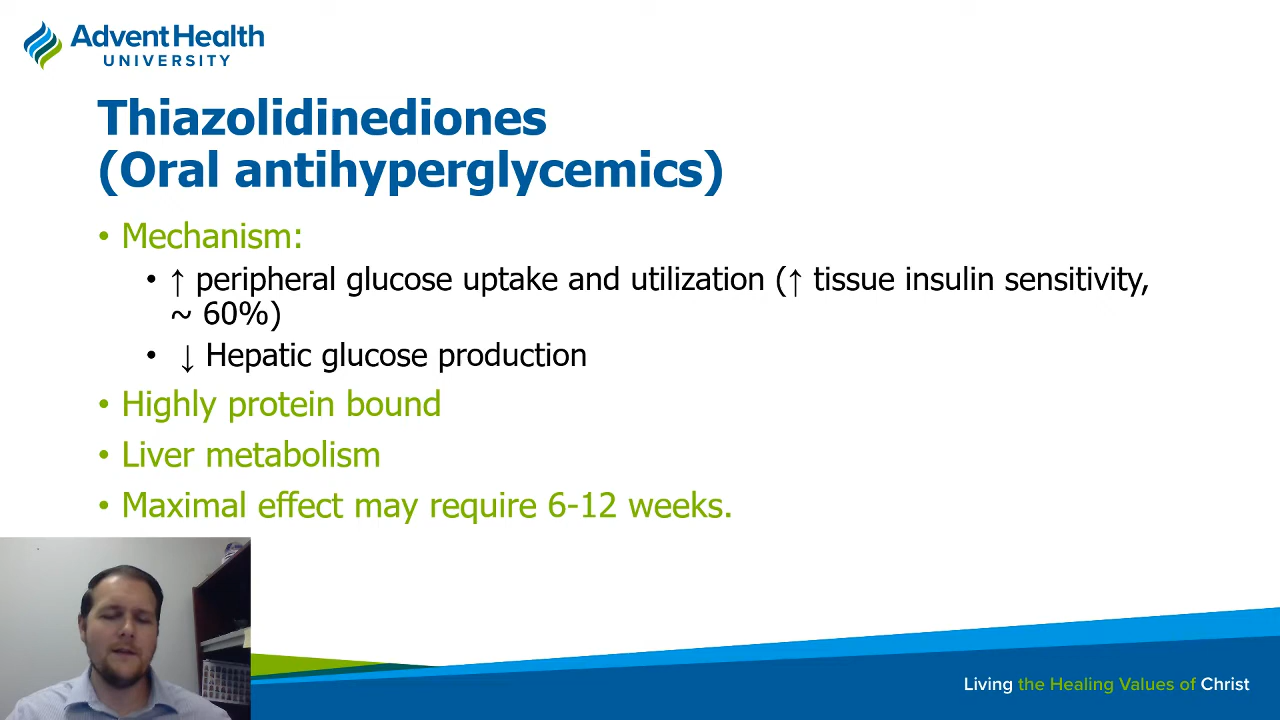 AdventHealth
UNIVERSITY
Thiazolidinediones
(Oral antihyperglycemics)
• Mechanism:
• ↑ peripheral glucose uptake and utilization (↑ tissue insulin sensitivity,
~ 60%)
• ↓ Hepatic glucose production
• Highly protein bound
• Liver metabolism
• Maximal effect may require 6-12 weeks.
Living the Healing Values of Christ